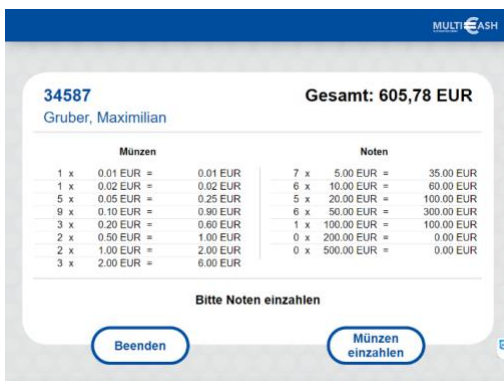 MULTI€ASH
34587
Gesamt: 605,78 EUR
Gruber, Maximilian
Münzen
1 x 0.01 EUR = 0.01 EUR
1 x 0.02 EUR = 0.02 EUR
5 x 0.05 EUR = 0.25 EUR
9 x 0.10 EUR = 0.90 EUR
3 x 0.20 EUR = 0.60 EUR
2 x 0.50 EUR = 1.00 EUR
2 x 1.00 EUR = 2.00 EUR
3 x 2.00 EUR = 6.00 EUR
Noten
7 x 5.00 EUR = 35.00 EUR
6 x 10.00 EUR = 60.00 EUR
5 x 20.00 EUR = 100.00 EUR
6 x 50.00 EUR = 300.00 EUR
1 x 100.00 EUR = 100.00 EUR
0 x 200.00 EUR = 0.00 EUR
0 x 500.00 EUR = 0.00 EUR
Bitte Noten einzahlen
Beenden
Münzen
einzahlen